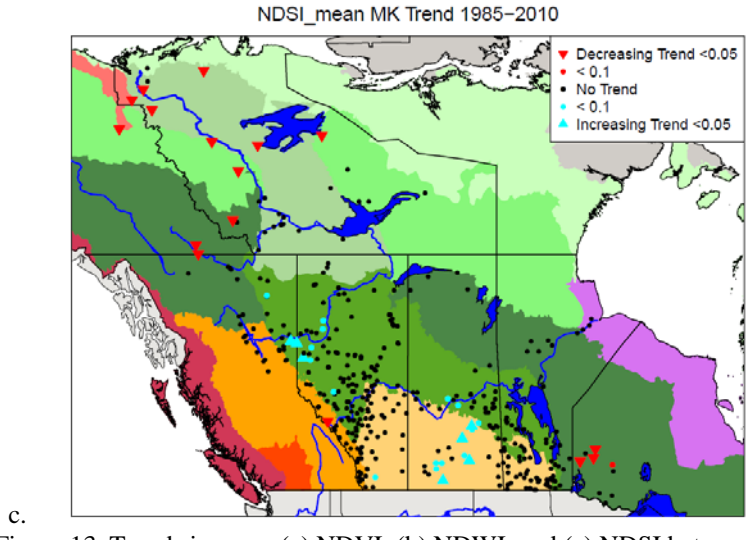 NDSI_mean MK Trend 1985−2010
Decreasing Trend <0.05
< 0.1
No Trend
< 0.1
Increasing Trend <0.05
c.